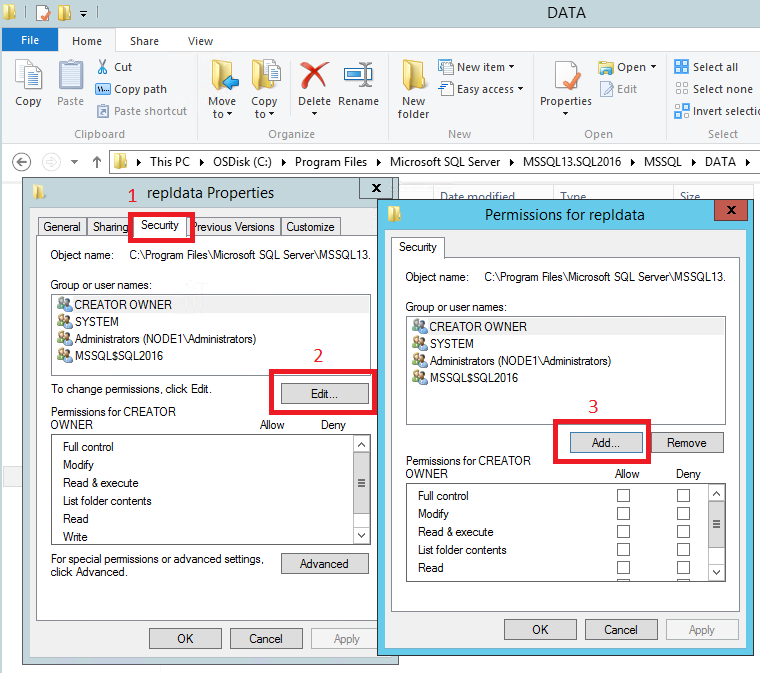 DATA
File Home Share View
Copy
Paste
Cut
Copy path
Paste shortcut
Clipboard
Move to
Copy to
Delete
Rename
Organize
New folder
New item
Easy access
New
Properties
Open
Edit
Open
Select all
Select none
Invert selectio
Select
This PC OSDisk (C:) Program Files Microsoft SQL Server MSSQL13.SQL2016 MSSQL DATA
Date modified Type Size
1 repldata Properties
x
General Sharing Security Previous Versions Customize
Object name: C:\Program Files\Microsoft SQL Server\MSSQL13.
Group or user names:
CREATOR OWNER
SYSTEM
Administrators (NODE1\Administrators)
MSSQL$SQL2016
2
To change permissions, click Edit.
Edit...
Permissions for CREATOR
OWNER Allow Deny
Full control
Modify
Read & execute
List folder contents
Read
Write
For special permissions or advanced settings,
click Advanced.
Advanced
OK Cancel Apply
Permissions for repldata
x
Security
Object name: C:\Program Files\Microsoft SQL Server\MSSQL13.
Group or user names:
CREATOR OWNER
SYSTEM
Administrators (NODE1\Administrators)
MSSQL$SQL2016
3
Add... Remove
Permissions for CREATOR
OWNER Allow Deny
Full control
Modify
Read & execute
List folder contents
Read
OK Cancel Apply